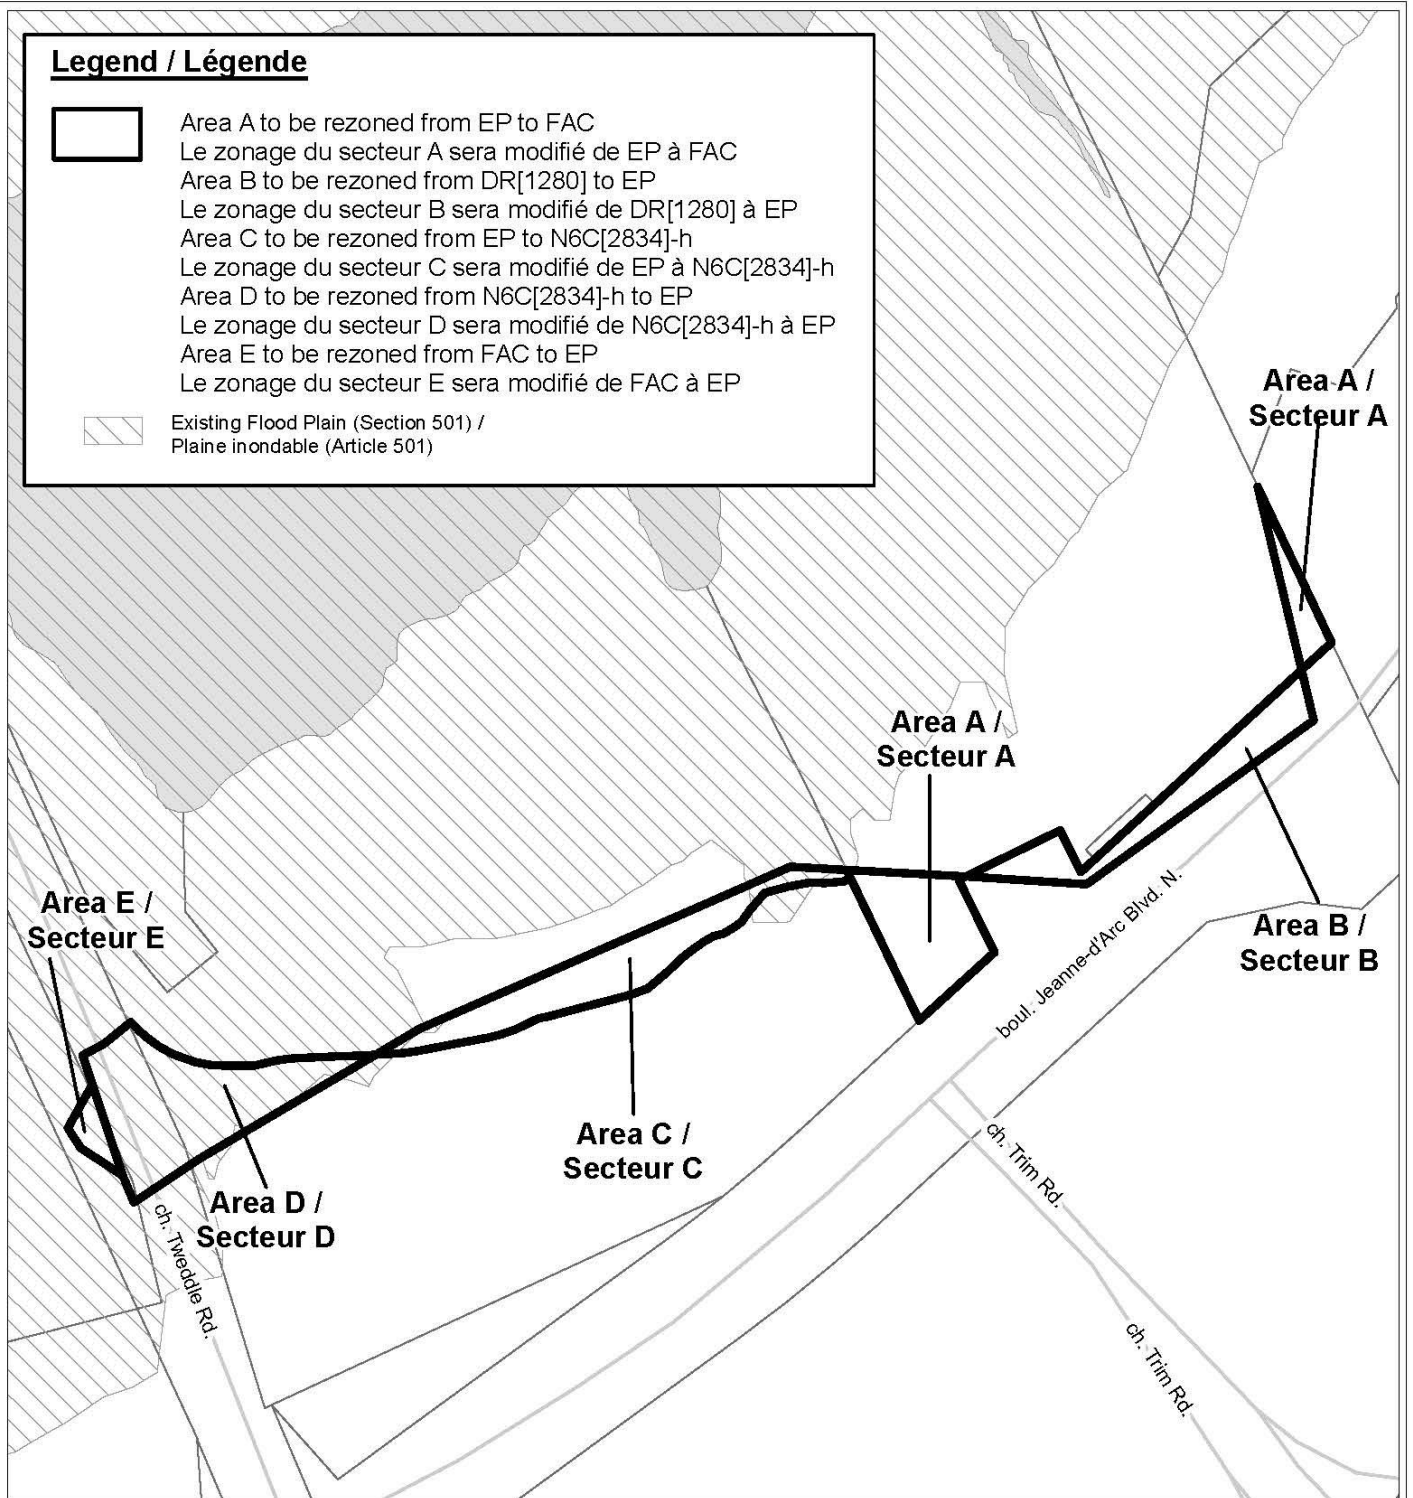 Legend / Légende
Area A to be rezoned from EP to FAC
Le zonage du secteur A sera modifié de EP à FAC
Area B to be rezoned from DR[1280] to EP
Le zonage du secteur B sera modifié de DR[1280] à EP
Area C to be rezoned from EP to N6C[2834]-h
Le zonage du secteur C sera modifié de EP à N6C[2834]-h
Area D to be rezoned from N6C[2834]-h to EP
Le zonage du secteur D sera modifié de N6C[2834]-h à EP
Area E to be rezoned from FAC to EP
Le zonage du secteur E sera modifié de FAC à EP
Existing Flood Plain (Section 501) /
Plaine inondable (Article 501)
Area A /
Secteur A
Area A /
Secteur A
Area E /
Secteur E
Area B /
Secteur B
boul. Jeanne-d'Arc Blvd. N.
Area C /
Secteur C
ch. Trim Rd.
Area D /
Secteur D
ch. Tweddle Rd.
ch. Trim Rd.